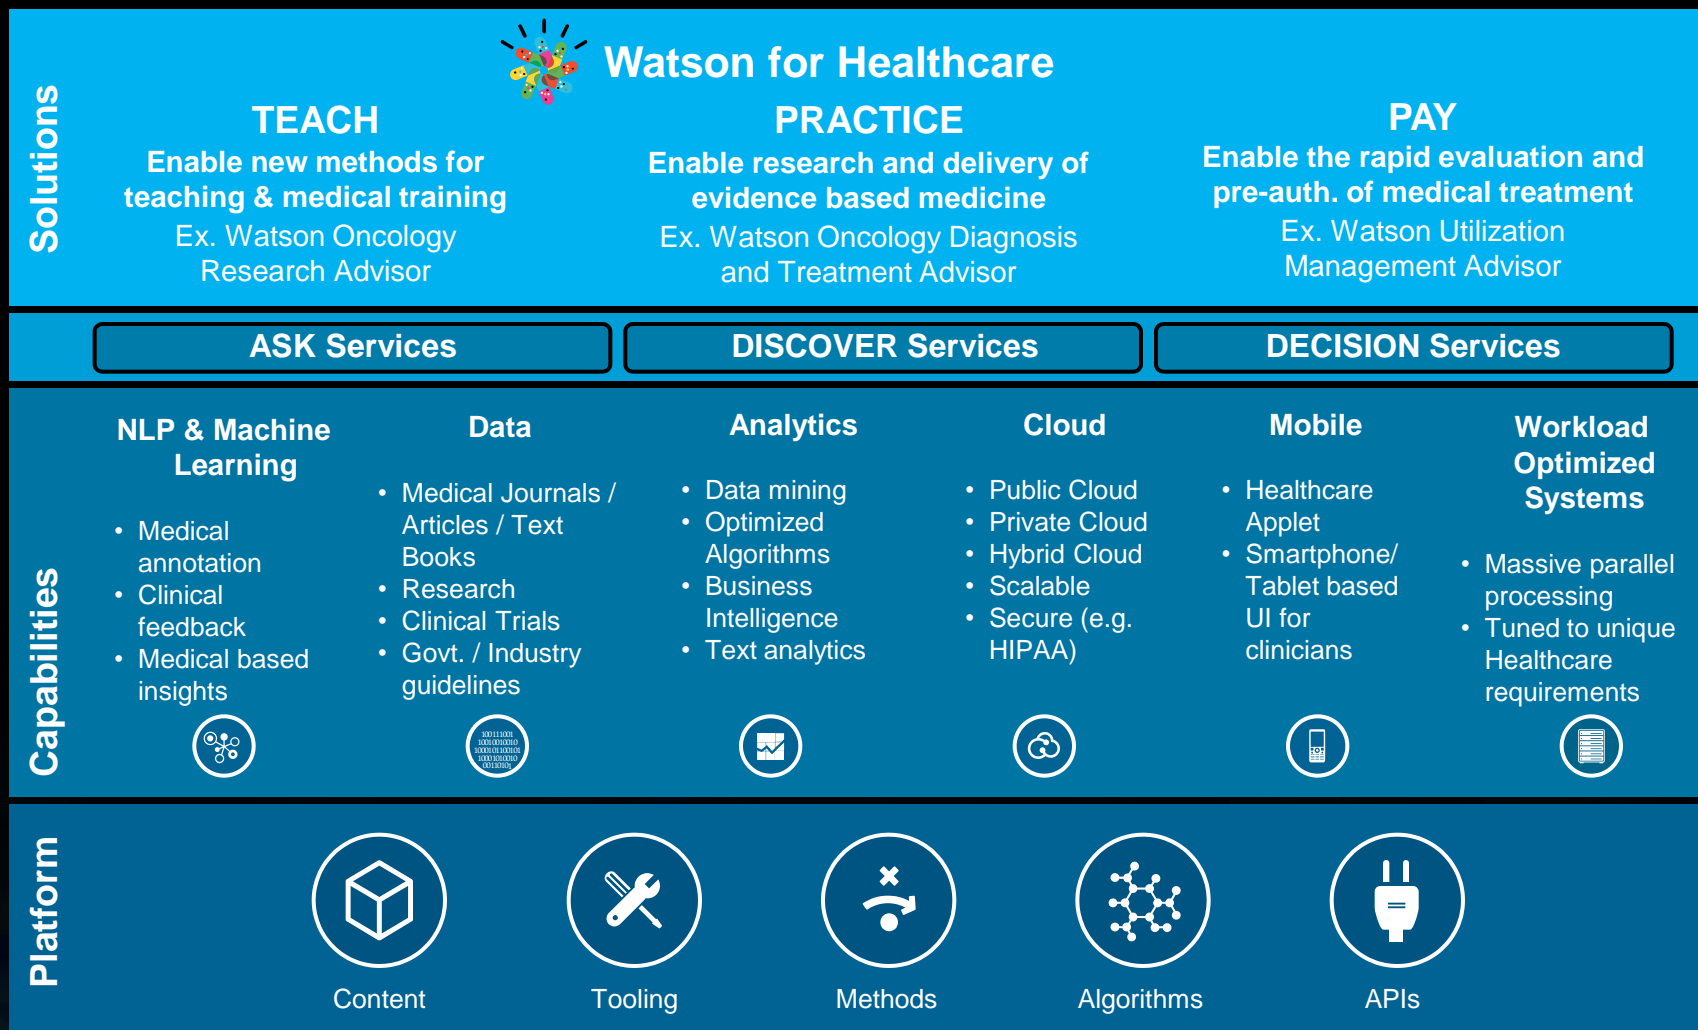 Watson for Healthcare
Solutions
TEACH
Enable new methods for
teaching & medical training
Ex. Watson Oncology
Research Advisor
PRACTICE
Enable research and delivery of
evidence based medicine
Ex. Watson Oncology Diagnosis
and Treatment Advisor
PAY
Enable the rapid evaluation and
pre-auth. of medical treatment
Ex. Watson Utilization
Management Advisor
ASK Services
DISCOVER Services
DECISION Services
Capabilities
NLP & Machine
Learning
• Medical
annotation
• Clinical
feedback
• Medical based
insights
Data
• Medical Journals /
Articles / Text
Books
• Research
• Clinical Trials
• Govt. / Industry
guidelines
100111001
10010010010
1000101100101
10001010010
0011010
Analytics
• Data mining
• Optimized
Algorithms
• Business
Intelligence
• Text analytics
Cloud
• Public Cloud
• Private Cloud
• Hybrid Cloud
• Scalable
• Secure (e.g.
HIPAA)
Mobile
• Healthcare
Applet
• Smartphone/
Tablet based
UI for
clinicians
Workload
Optimized
Systems
• Massive parallel
processing
• Tuned to unique
Healthcare
requirements
Platform
Content
Tooling
Methods
Algorithms
APIs